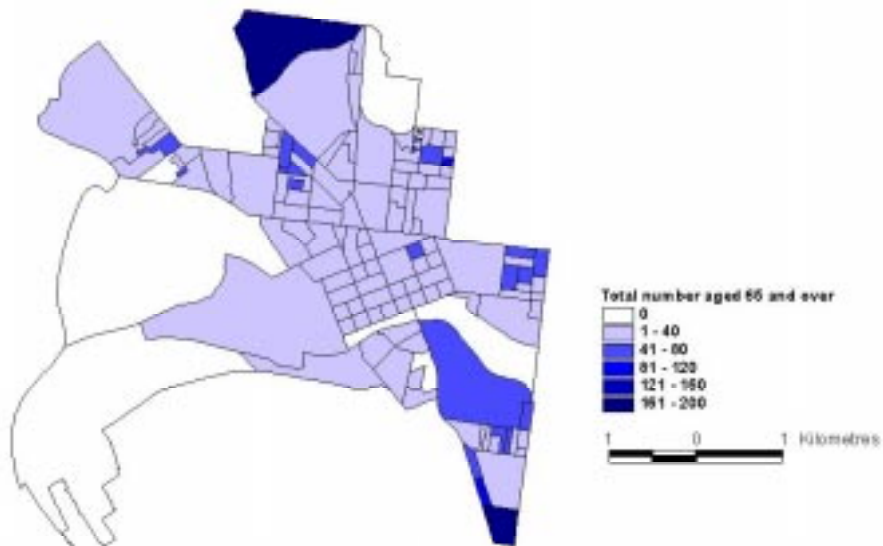 Total number aged 65 and over
0
1 - 40
41 - 80
81 - 120
121 - 160
161 - 200
1 0 1 Kilometres